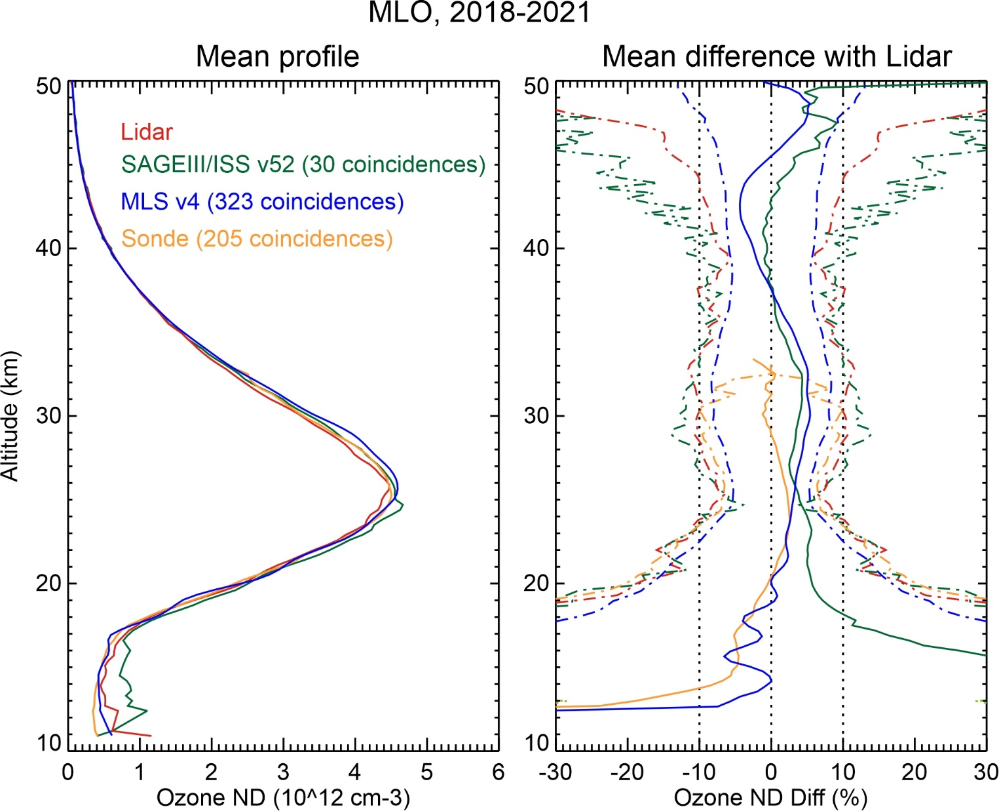 MLO, 2018-2021
Mean profile
Mean difference with Lidar
50
40
30
20
10
Altitude (km)
Lidar
SAGEIII/ISS v52 (30 coincidences)
MLS v4 (323 coincidences)
Sonde (205 coincidences)
0 1 2 3 4 5 6
Ozone ND (10^12 cm-3)
50
40
30
20
10
-30 -20 -10 0 10 20 30
Ozone ND Diff (%)